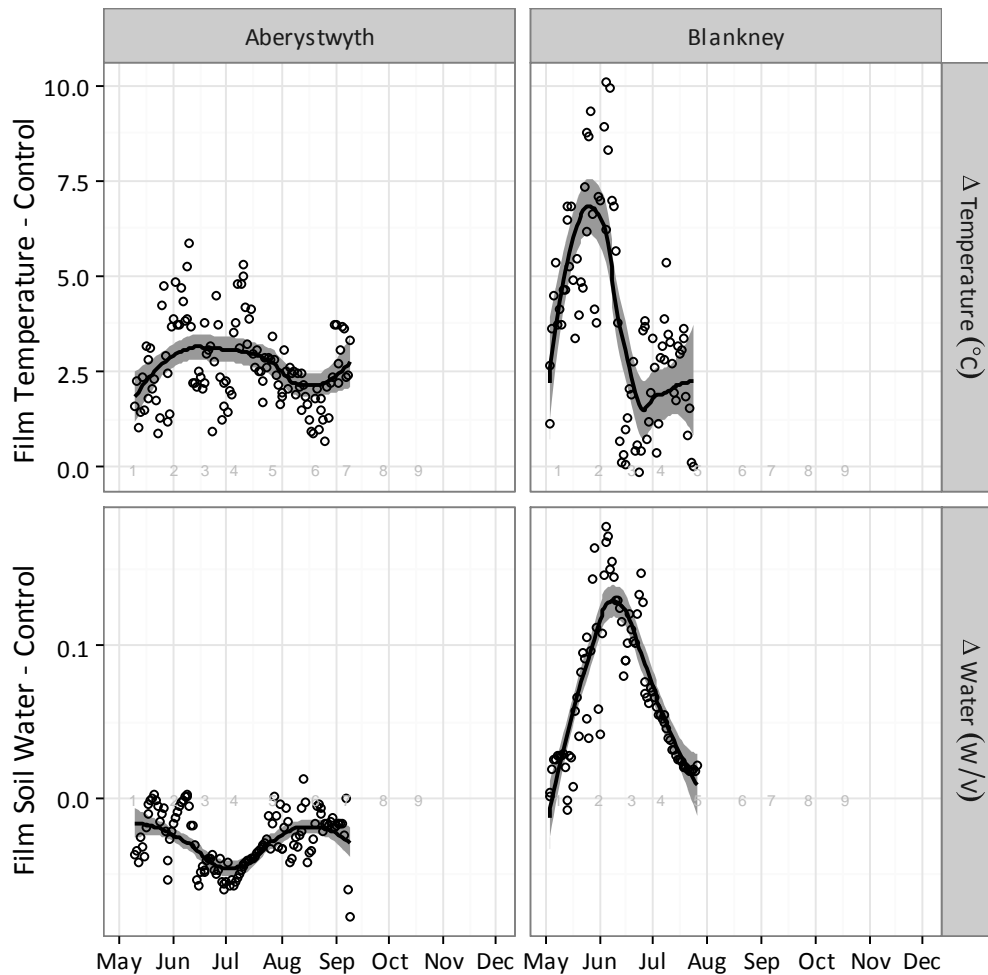 Aberystwyth
Blankney
Film Temperature - Control
10.0
7.5
5.0
2.5
0.0
1 2 3 4 5 6 7 8 9
1 2 3 4 5 6 7 8 9
Δ Temperature (°c)
Film Soil Water - Control
0.1
0.0
1 2 3 4 5 6 7 8 9
1 2 3 4 5 6 7 8 9
Δ Water (w/v)
May Jun Jul Aug Sep Oct Nov Dec
May Jun Jul Aug Sep Oct Nov Dec